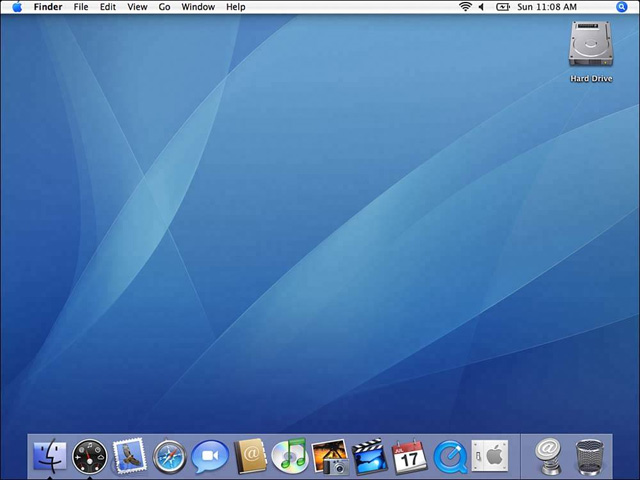 Finder File Edit View Go Window Help Sun 11:08 AM
Hard Drive
@
JUL
17
@